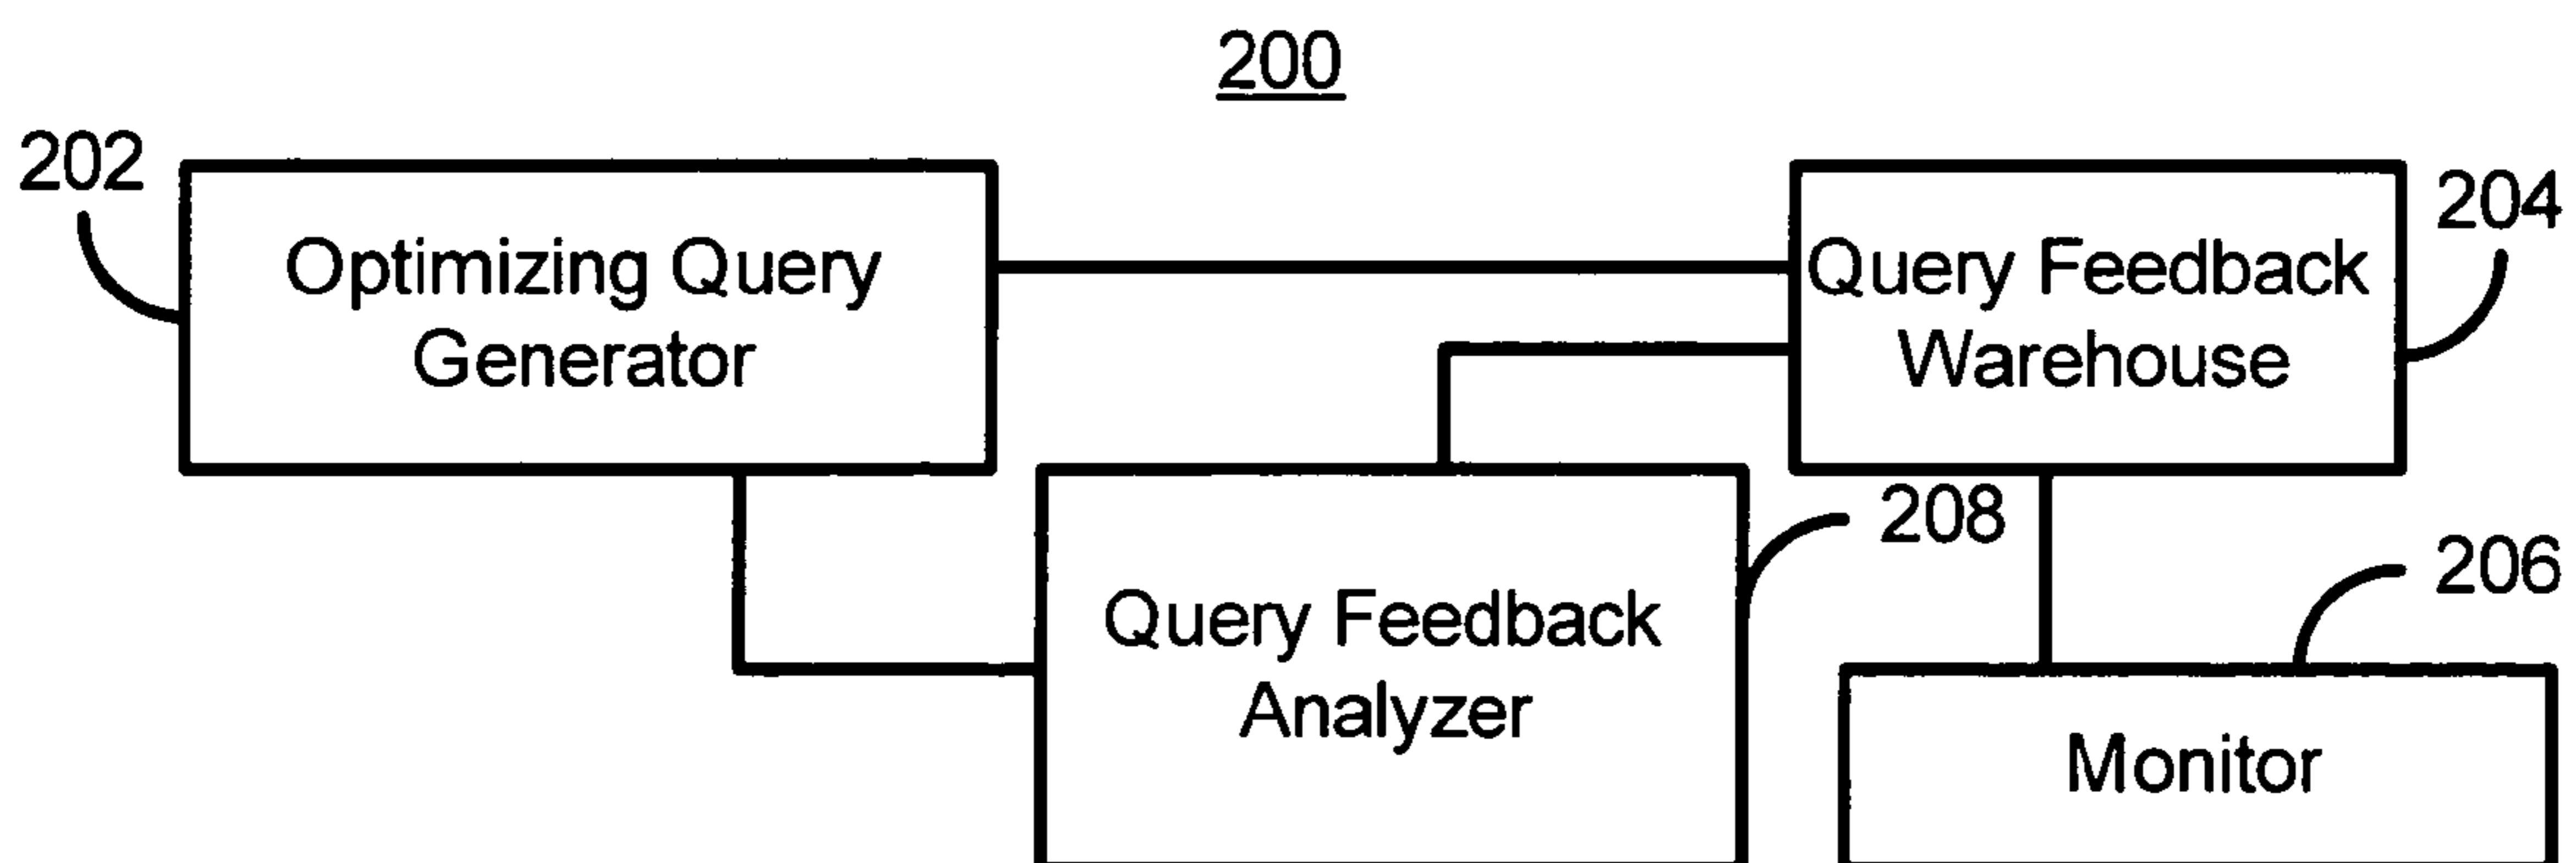 200
202
Optimizing Query
Generator
Query Feedback
Warehouse
204
208
206
Query Feedback
Analyzer
Monitor